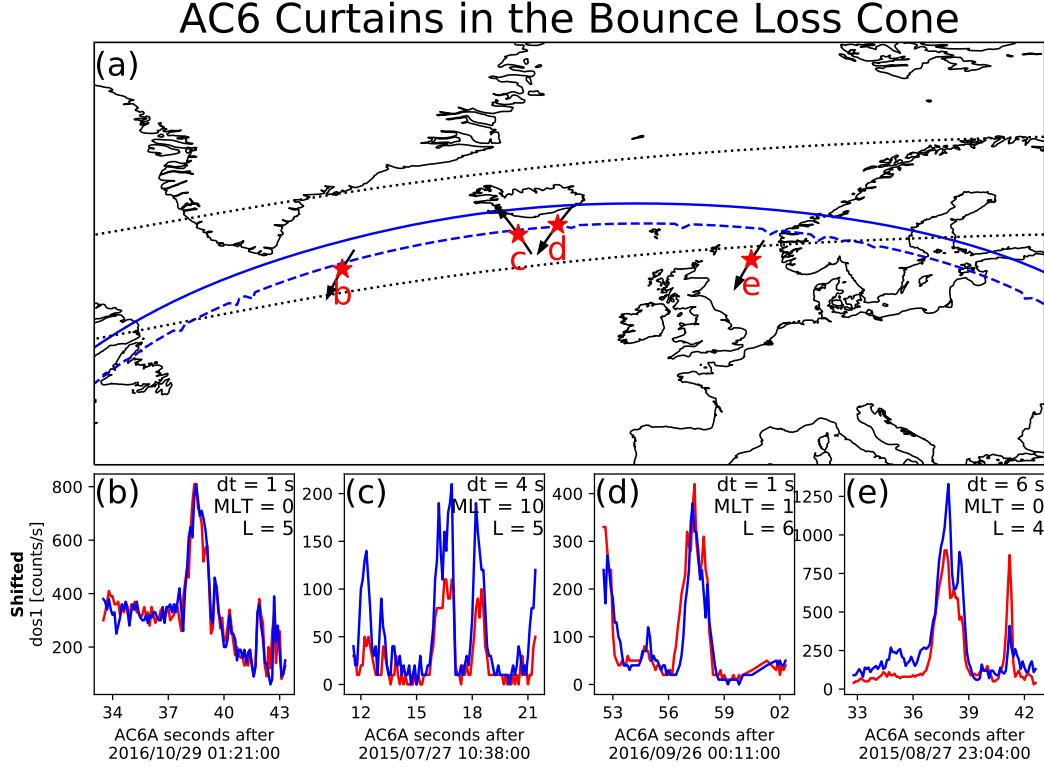 AC6 Curtains in the Bounce Loss Cone
(a)
b
c
d
e
(b)
dt = 1 s
MLT = 0
L = 5
800
600
400
200
34
37
40
43
Shifted
dos1 [counts/s]
AC6A seconds after
2016/10/29 01:21:00
(c)
dt = 4 s
MLT = 10
L = 5
200
150
100
50
0
12
15
18
21
AC6A seconds after
2015/07/27 10:38:00
(d)
dt = 1 s
MLT = 1
L = 6
400
300
200
100
0
53
56
59
02
AC6A seconds after
2016/09/26 00:11:00
(e)
dt = 6 s
MLT = 0
L = 4
1250
1000
750
500
250
0
33
36
39
42
AC6A seconds after
2015/08/27 23:04:00